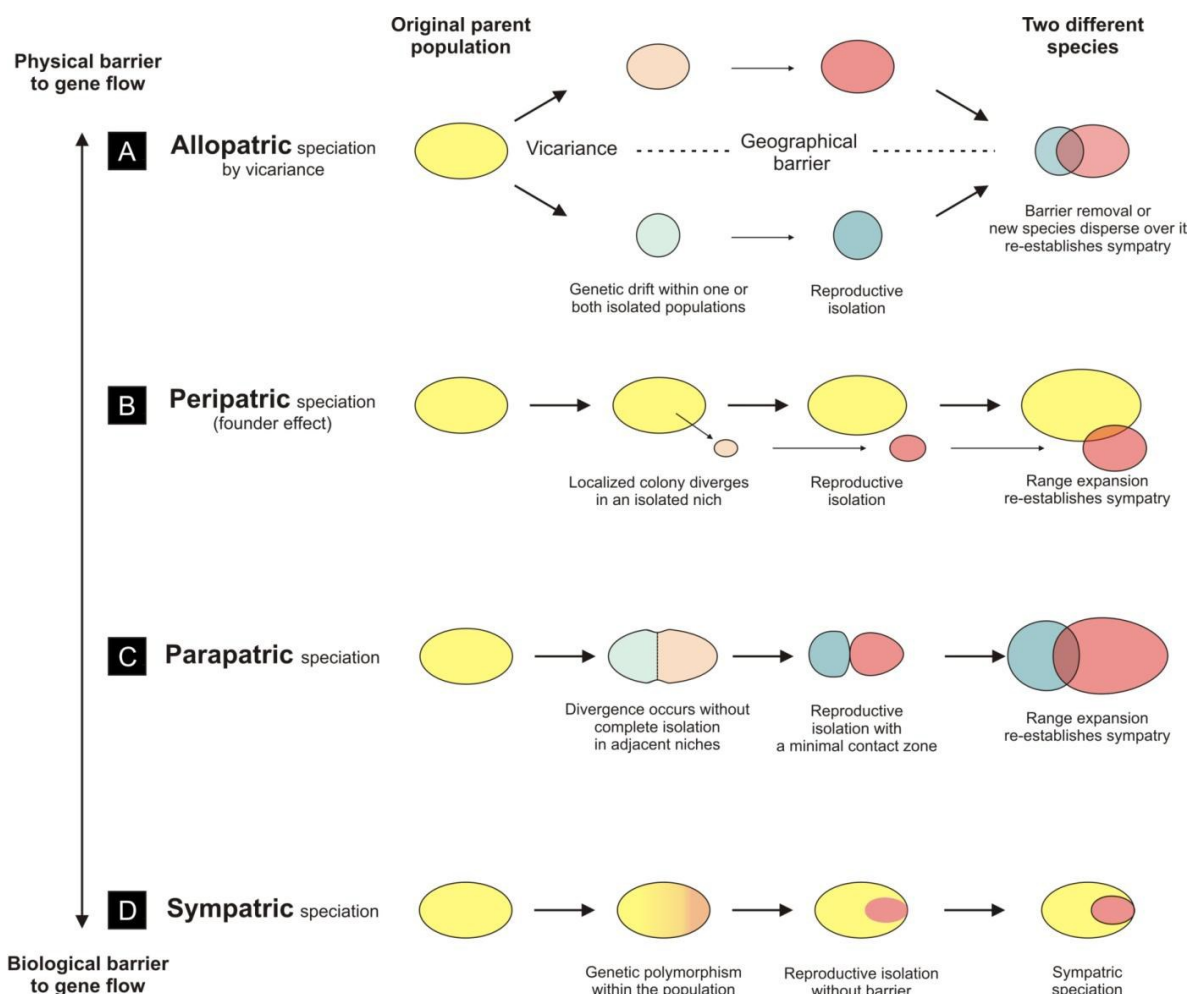 Original parent
population
Two different
species
Physical barrier
to gene flow
A
Allopatric speciation
by vicariance
Vicariance
Geographical
barrier
Barrier removal or
new species disperse over it
re-establishes sympatry
Genetic drift within one or
both isolated populations
Reproductive
isolation
B
Peripatric speciation
(founder effect)
Localized colony diverges
in an isolated nich
Reproductive
isolation
Range expansion
re-establishes sympatry
C
Parapatric speciation
Divergence occurs without
complete isolation
in adjacent niches
Reproductive
isolation with
a minimal contact zone
Range expansion
re-establishes sympatry
D
Sympatric speciation
Biological barrier
to gene flow
Genetic polymorphism
within the population
Reproductive isolation
without barrier
Sympatric
speciation